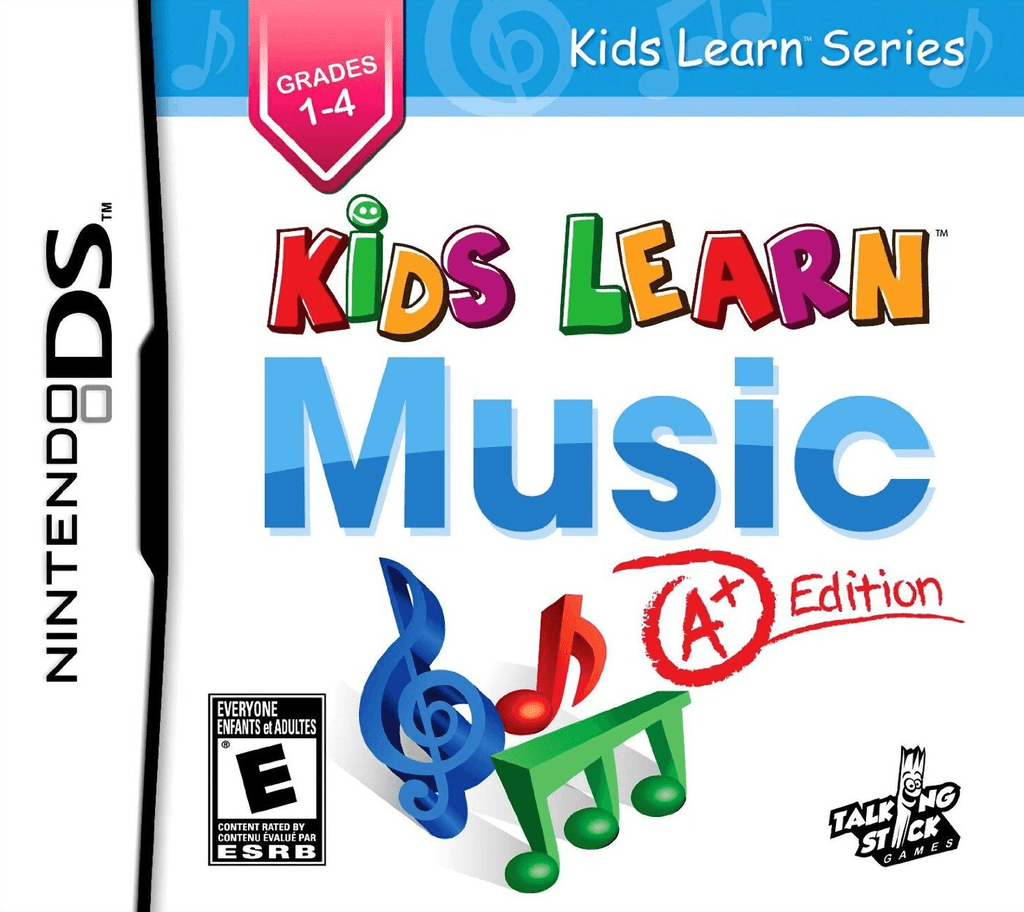 NINTENDO DS™
GRADES
1-4
Kids Learn™ Series
KiDS LEARN™
Music
A+ Edition
EVERYONE
ENFANTS et ADULTES
®
E
CONTENT RATED BY
CONTENU ÉVALUÉ PAR
ESRB
TALKING
STICK
GAMES